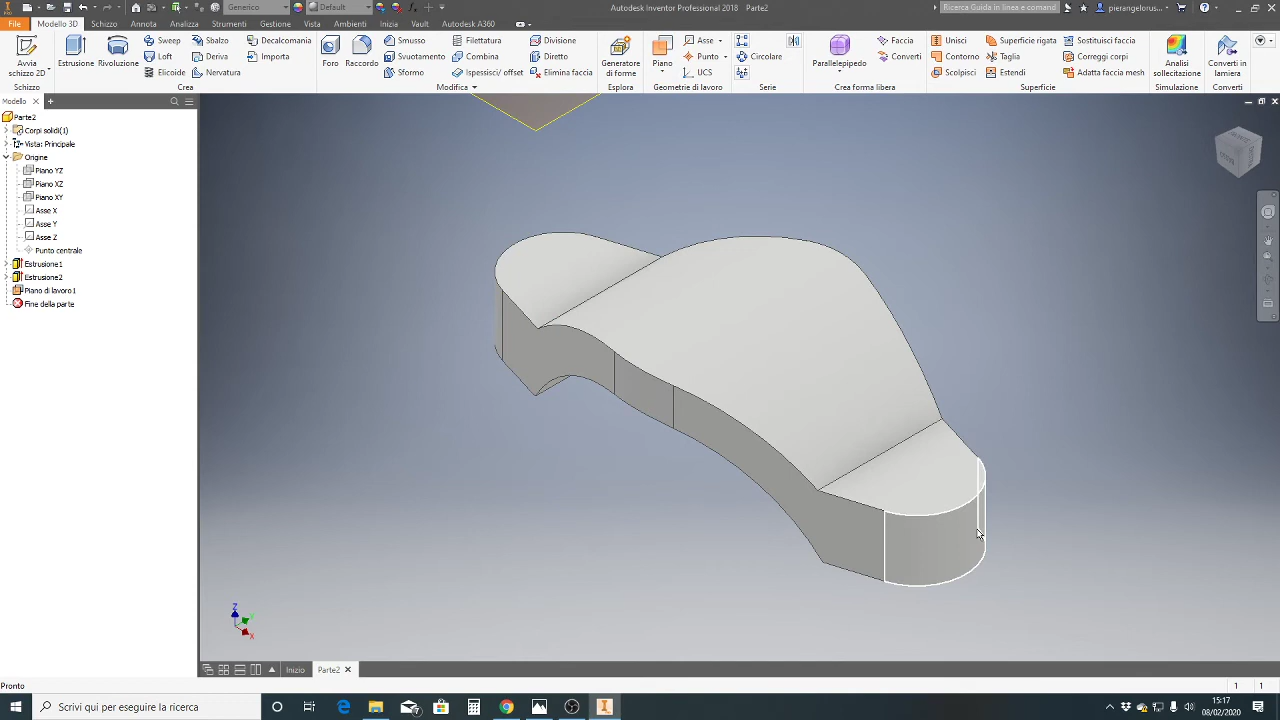 Generico Default Autodesk Inventor Professional 2018 Parte2 Ricerca Guida in linea e comand pierangelorus...
File Modello 3D Schizzo Annota Analizza Strumenti Gestione Vista Ambienti Inizia Vault Autodesk A360
Avvia schizzo 2D Estrusione Rivoluzione Sweep Sbalzo Decalcomania Foro Raccordo Smusso Filettatura Divisione Generatore di forme Piano Asse Parallelepipedo Faccia Unisci Superficie rigata Sostituisci faccia Analisi sollecitazione Converti in lamiera
Loft Deriva Importa Svuotamento Combina Diretto Punto Circolare Converti Contorno Taglia Correggi corpi
Elicoide Nervatura Sformo Ispessisci/ offset Elimina faccia UCS Scolpisci Estendi Adatta faccia mesh
Schizzo Crea Modifica Esplora Geometria di lavoro Serie Crea forma libera Superficie Simulazione Converti
Modello
Parte2
Corpi solidi(1)
Vista: Principale
Origine
Piano YZ
Piano XZ
Piano XY
Asse X
Asse Y
Asse Z
Punto centrale
Estrusione1
Estrusione2
Piano di lavoro1
Fine della parte
Z
X
Inizio Parte2
Pronto 1 1
Scrivi qui per eseguire la ricerca
15:17
08/02/2020